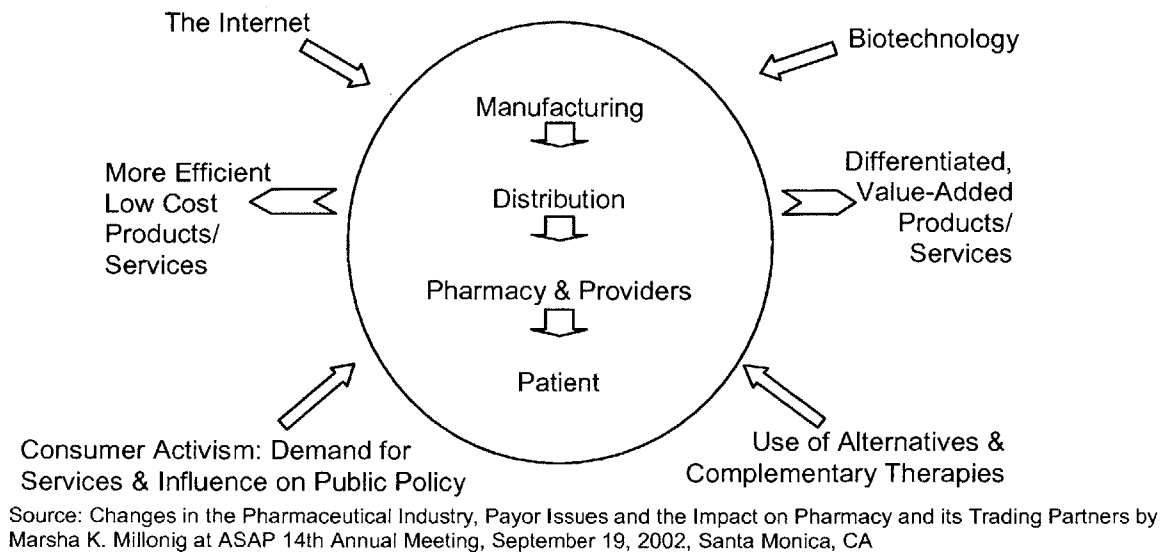 The Internet
Biotechnology
Manufacturing
More Efficient
Low Cost
Products/
Services
Distribution
Differentiated,
Value-Added
Products/
Services
Pharmacy & Providers
Patient
Consumer Activism: Demand for
Services & Influence on Public Policy
Use of Alternatives &
Complementary Therapies
Source: Changes in the Pharmaceutical Industry, Payor Issues and the Impact on Pharmacy and its Trading Partners by
Marsha K. Millonig at ASAP 14th Annual Meeting, September 19, 2002, Santa Monica, CA